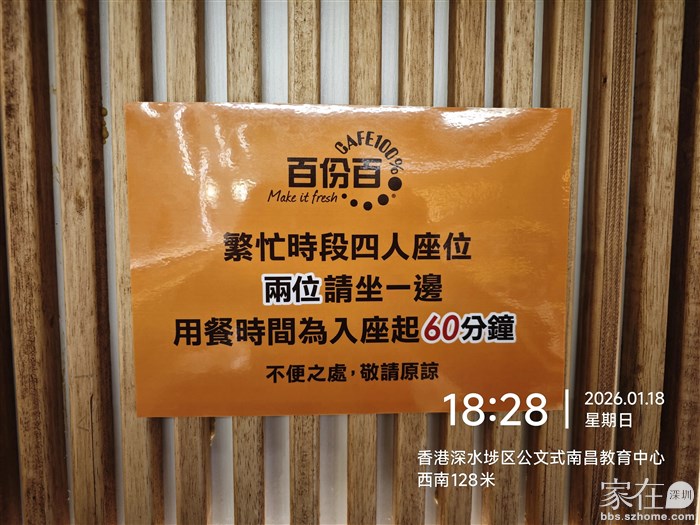 CAFE100%
百份百
Make it fresh
繁忙時段四人座位
兩位請坐一邊
用餐時間為入座起60分鐘
不便之處，敬請原諒
18:28
2026.01.18
星期日
香港深水埗区公文式南昌教育中心
西南128米
家在深圳
bbs.szhome.com